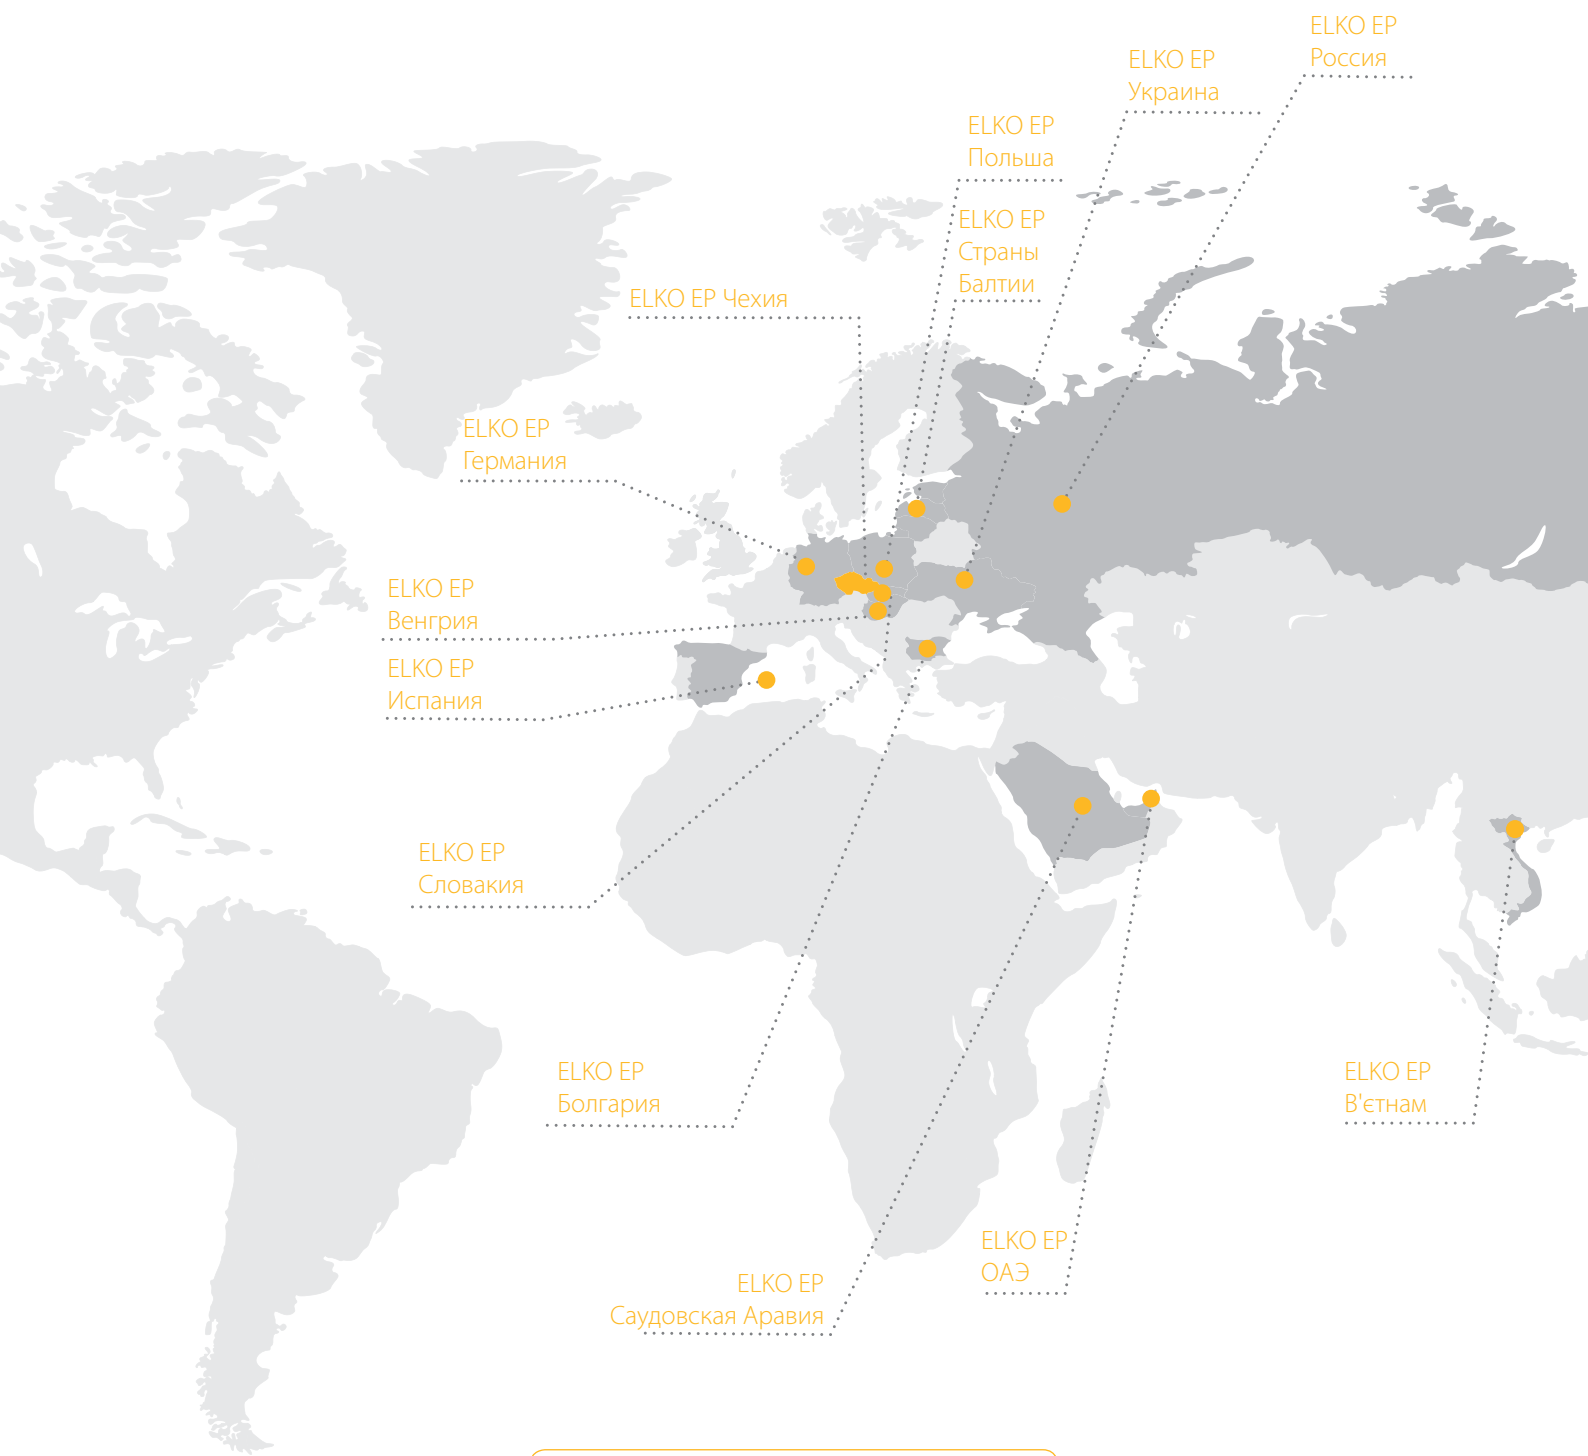 ELKO EP
Россия
ELKO EP
Украина
ELKO EP
Польша
ELKO EP
Страны
Балтии
ELKO EP Чехия
ELKO EP
Германия
ELKO EP
Венгрия
ELKO EP
Испания
ELKO EP
Словакия
ELKO EP
Болгария
ELKO EP
В'єтнам
ELKO EP
ОАЭ
ELKO EP
Саудовская Аравия